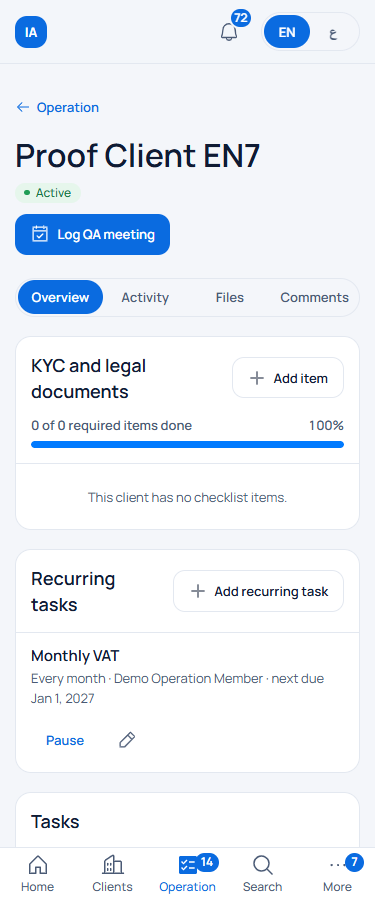 IA
72
EN
ع
Operation
Proof Client EN7
Active
Log QA meeting
Overview
Activity
Files
Comments
KYC and legal
documents
Add item
0 of 0 required items done
100%
This client has no checklist items.
Recurring
tasks
Add recurring task
Monthly VAT
Every month · Demo Operation Member · next due
Jan 1, 2027
Pause
Tasks
14
7
Home
Clients
Operation
Search
More